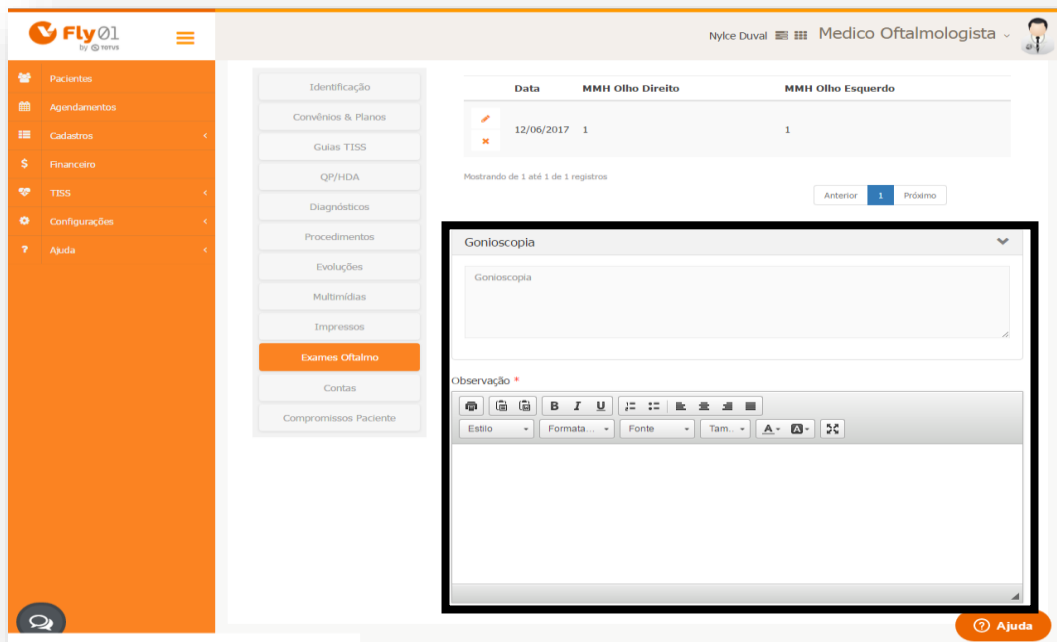 Fly01
by TOTVS
Nylce Duval Medico Oftalmologista
Pacientes
Agendamentos
Cadastros
$ Financeiro
TISS
Configurações
? Ajuda
Identificação
Convênios & Planos
Guias TISS
QP/HDA
Diagnósticos
Procedimentos
Evoluções
Multimídias
Impressos
Exames Oftalmo
Contas
Compromissos Paciente
Data MMH Olho Direito MMH Olho Esquerdo
12/06/2017 1 1
Mostrando de 1 até 1 de 1 registros
Anterior 1 Próximo
Gonioscopia
Gonioscopia
Observação *
B I U
Estilo Formata... Fonte Tam... A A
? Ajuda